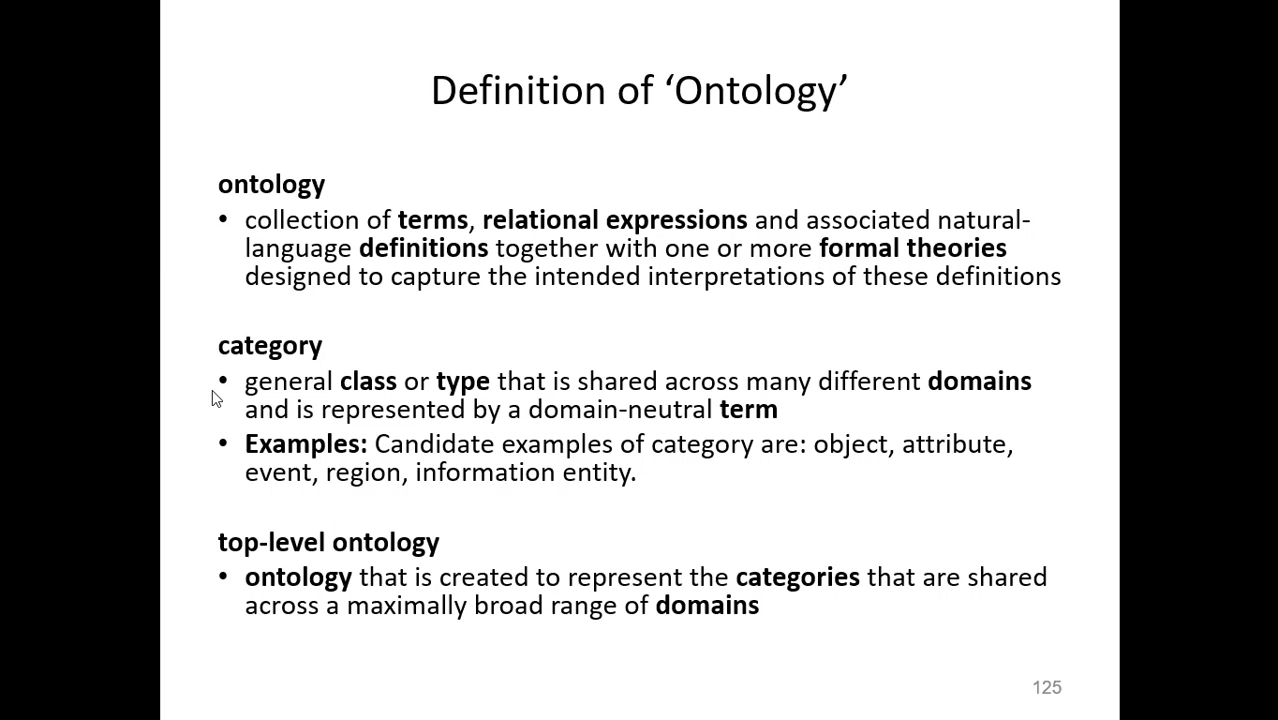 Definition of ‘Ontology’
ontology
• collection of terms, relational expressions and associated natural-
language definitions together with one or more formal theories
designed to capture the intended interpretations of these definitions
category
• general class or type that is shared across many different domains
and is represented by a domain-neutral term
• Examples: Candidate examples of category are: object, attribute,
event, region, information entity.
top-level ontology
• ontology that is created to represent the categories that are shared
across a maximally broad range of domains
125